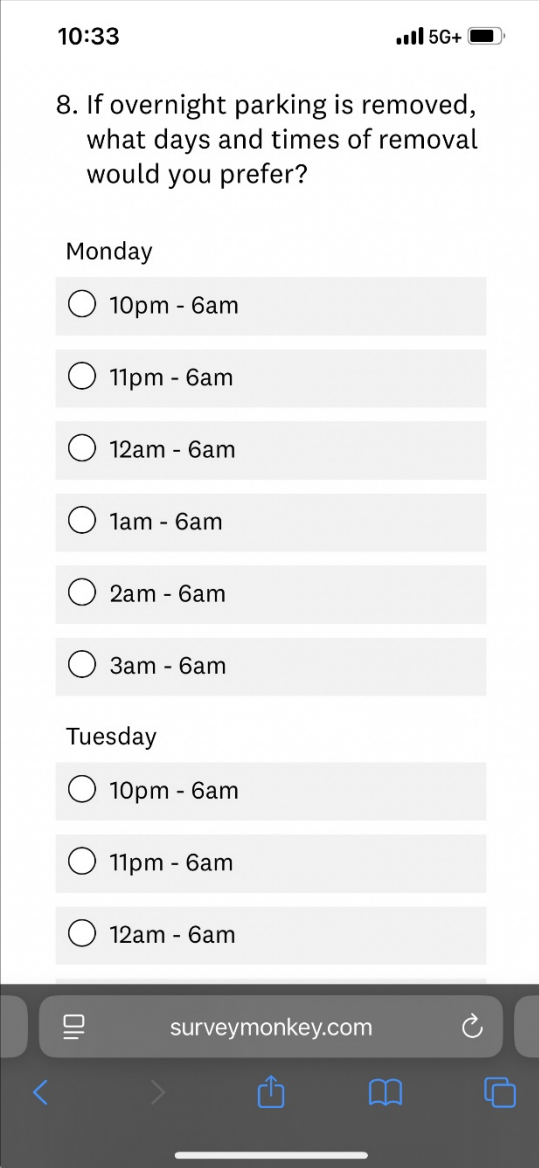 10:33
5G+
8. If overnight parking is removed,
what days and times of removal
would you prefer?
Monday
10pm - 6am
11pm - 6am
12am - 6am
1am - 6am
2am - 6am
3am - 6am
Tuesday
10pm - 6am
11pm - 6am
12am - 6am
surveymonkey.com